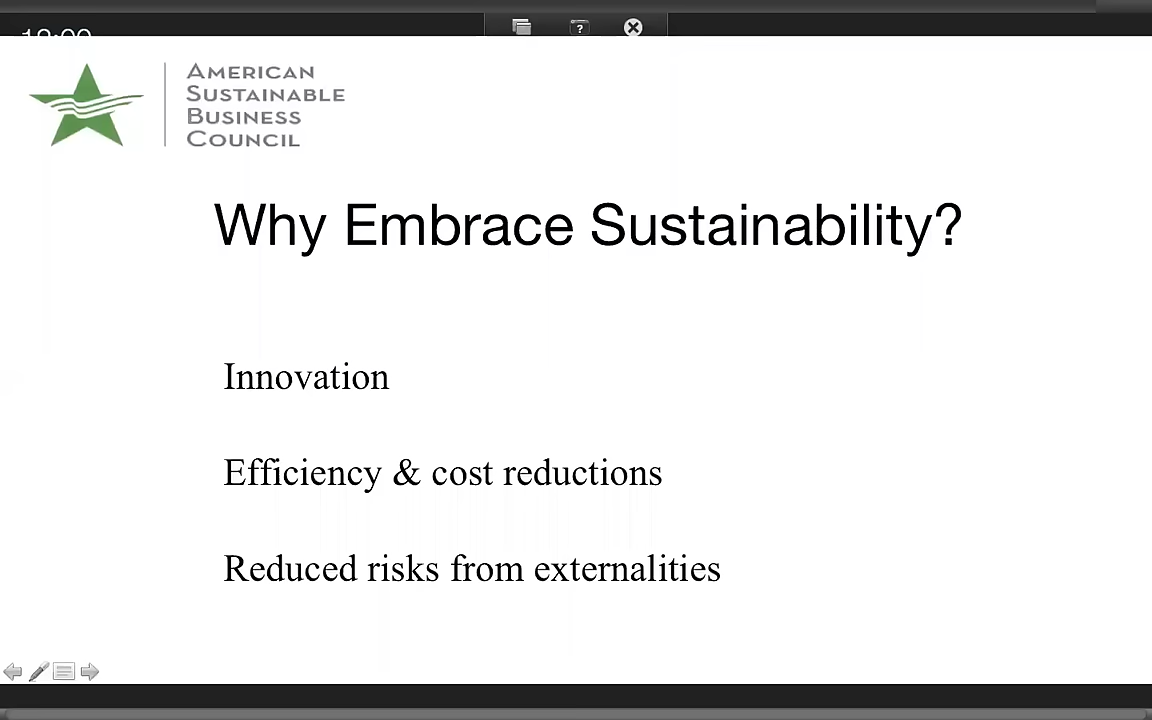 AMERICAN
SUSTAINABLE
BUSINESS
COUNCIL
Why Embrace Sustainability?
Innovation
Efficiency & cost reductions
Reduced risks from externalities